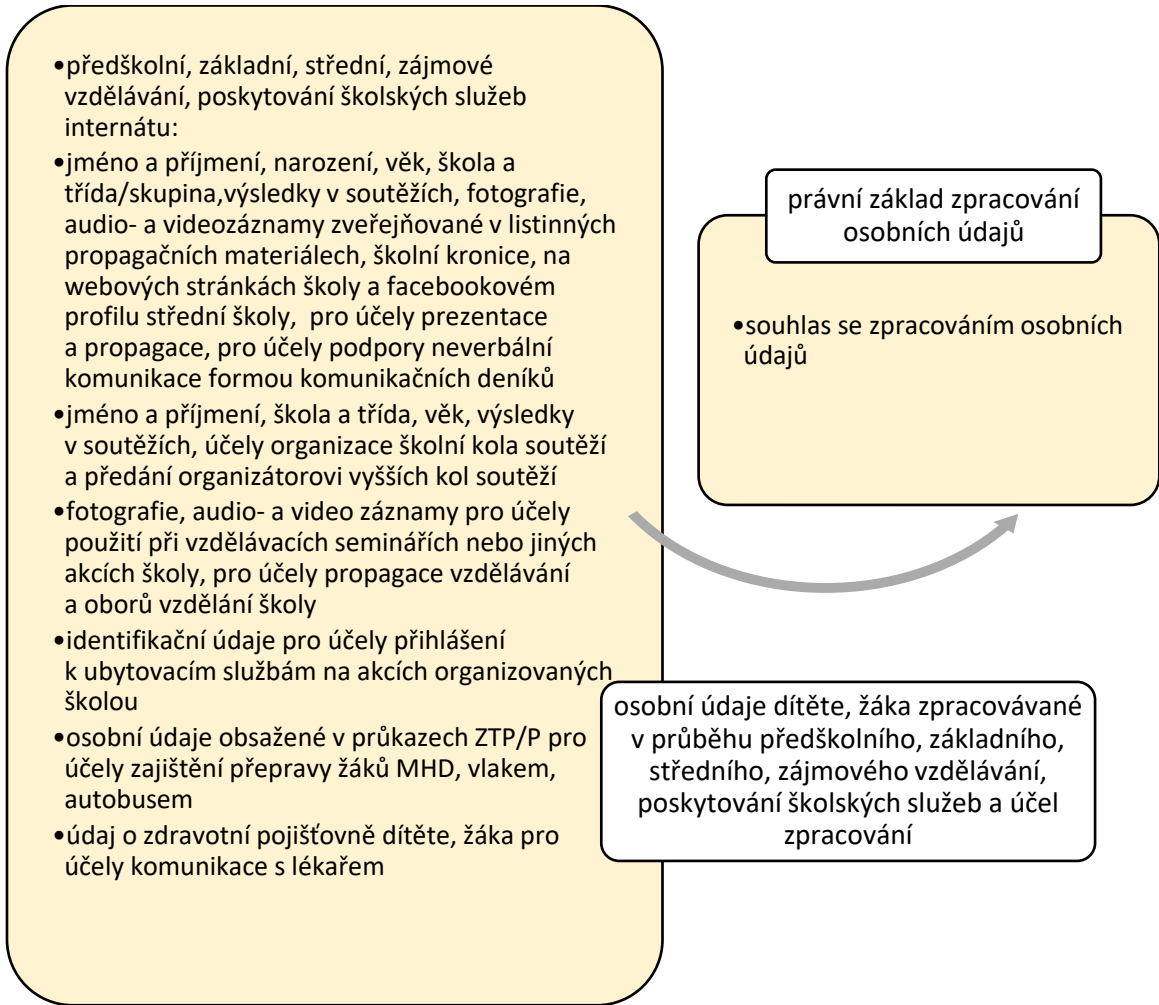 •předškolní, základní, střední, zájmové
vzdělávání, poskytování školských služeb
internátu:
•jméno a příjmení, narození, věk, škola a
třída/skupina,výsledky v soutěžích, fotografie,
audio- a videozáznamy zveřejňované v listinných
propagačních materiálech, školní kronice, na
webových stránkách školy a facebookovém
profilu střední školy, pro účely prezentace
a propagace, pro účely podpory neverbální
komunikace formou komunikačních deníků
•jméno a příjmení, škola a třída, věk, výsledky
v soutěžích, účely organizace školní kola soutěží
a předání organizátorovi vyšších kol soutěží
•fotografie, audio- a video záznamy pro účely
použití při vzdělávacích seminářích nebo jiných
akcích školy, pro účely propagace vzdělávání
a oborů vzdělání školy
•identifikační údaje pro účely přihlášení
k ubytovacím službám na akcích organizovaných
školou
•osobní údaje obsažené v průkazech ZTP/P pro
účely zajištění přepravy žáků MHD, vlakem,
autobusem
•údaj o zdravotní pojišťovně dítěte, žáka pro
účely komunikace s lékařem
osobní údaje dítěte, žáka zpracovávané
v průběhu předškolního, základního,
středního, zájmového vzdělávání,
poskytování školských služeb a účel
zpracování
právní základ zpracování
osobních údajů
•souhlas se zpracováním osobních
údajů